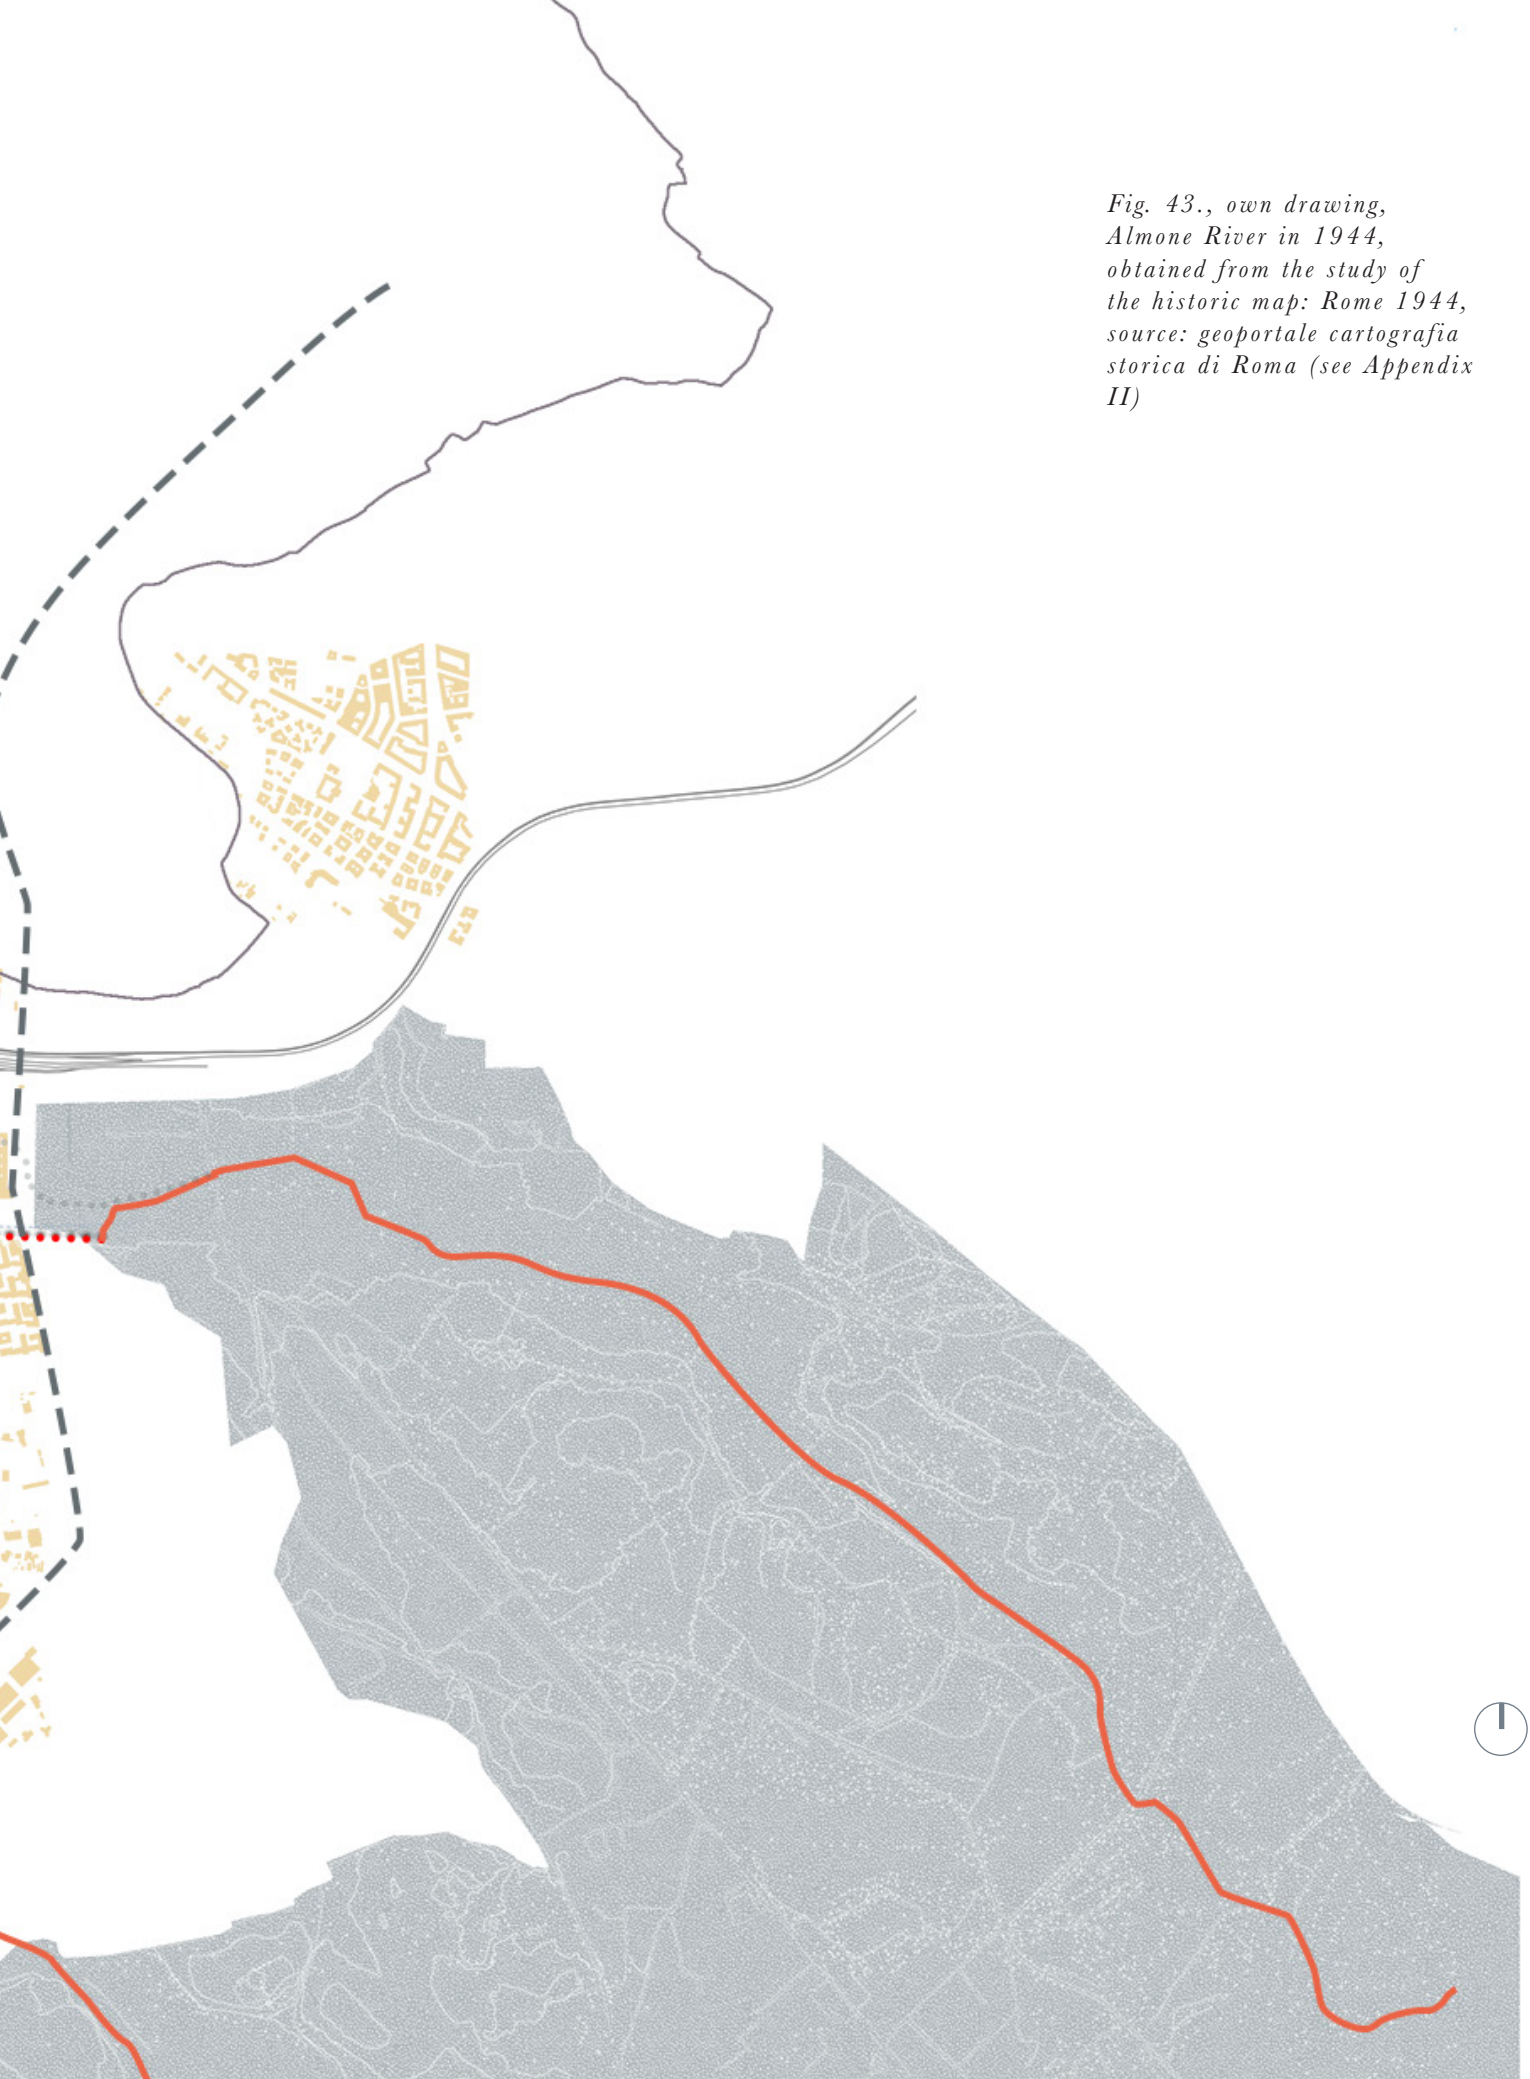 Fig. 43., own drawing,
Almone River in 1944,
obtained from the study of
the historic map: Rome 1944,
source: geoportale cartografia
storica di Roma (see Appendix
II)